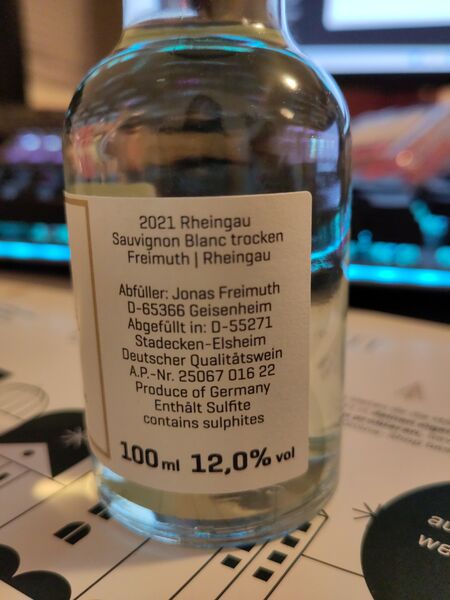 2021 Rheingau
Sauvignon Blanc trocken
Freimuth | Rheingau
Abfüller: Jonas Freimuth
D-65366 Geisenheim
Abgefüllt in: D-55271
Stadecken-Elsheim
Deutscher Qualitätswein
A.P.-Nr. 25067 016 22
Produce of Germany
Enthält Sulfite
contains sulphites
100 ml 12,0% vol